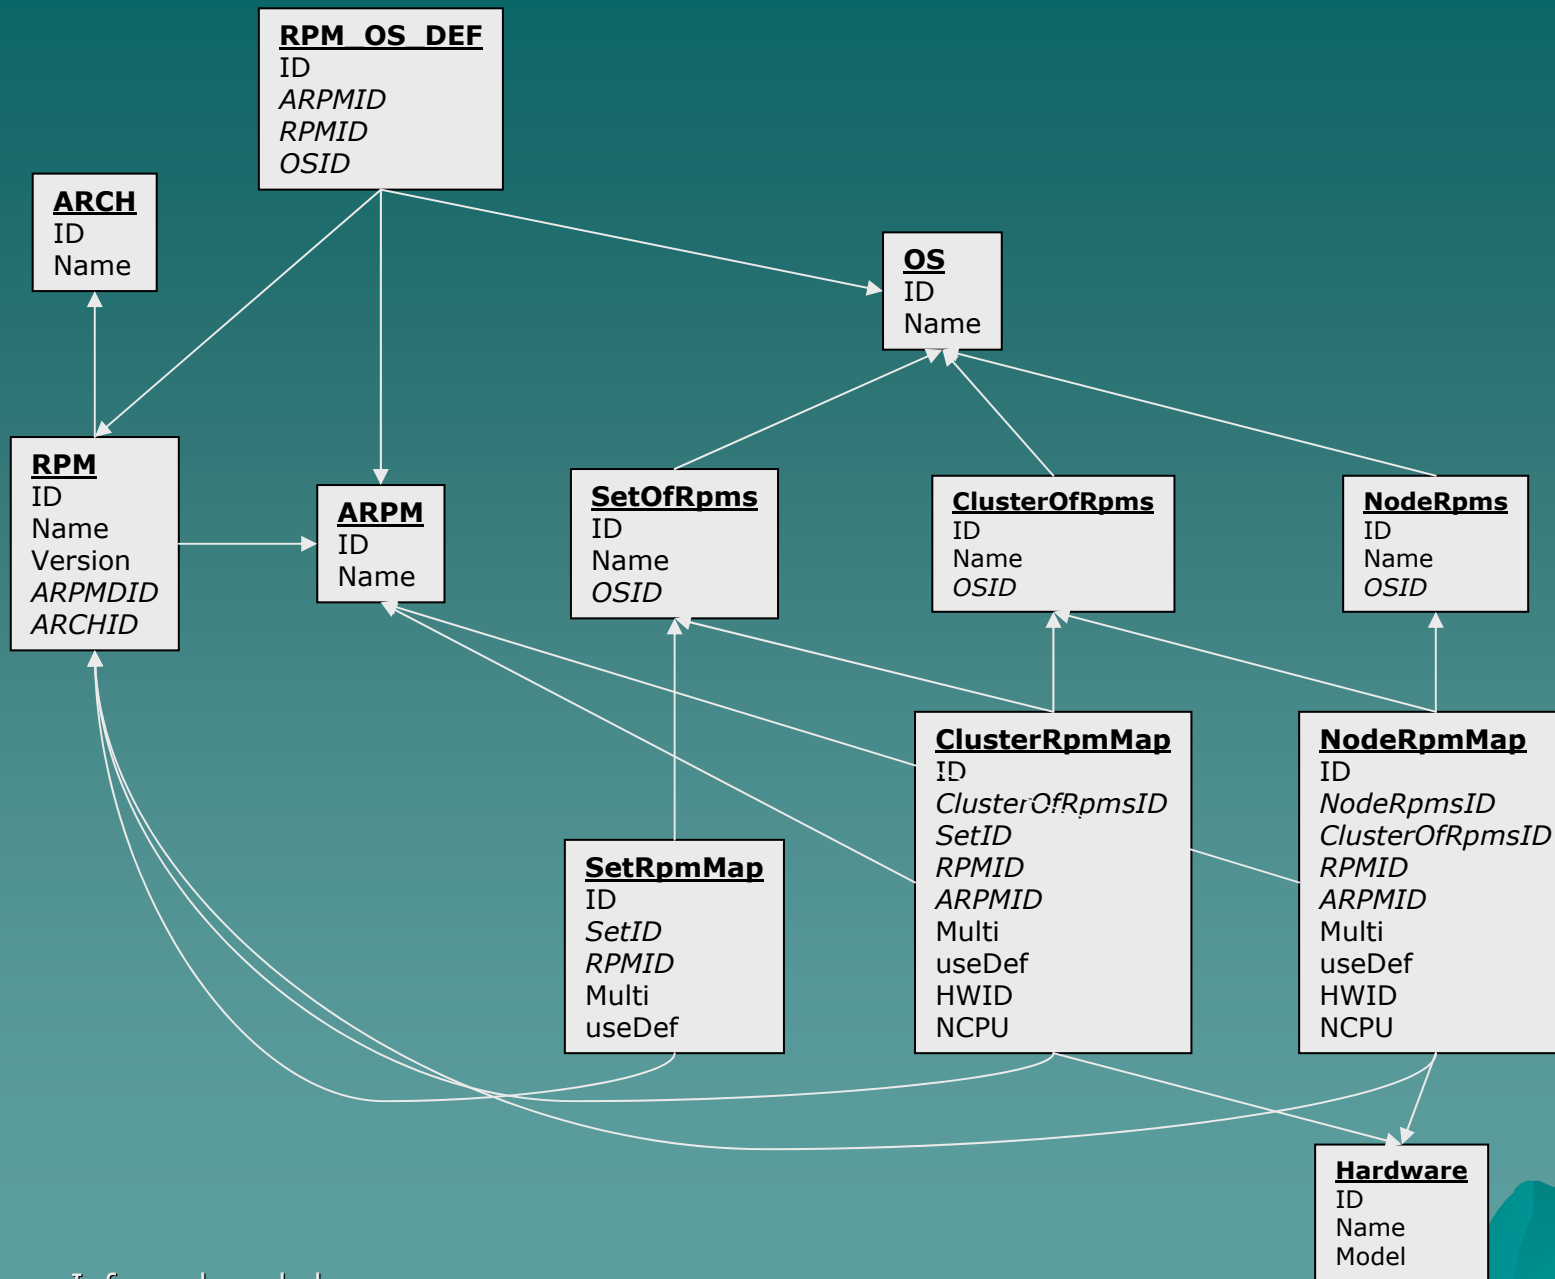 RPM_OS_DEF
ID
ARPMID
RPMID
OSID
ARCH
ID
Name
OS
ID
Name
RPM
ID
Name
Version
ARPMDID
ARCHID
ARPM
ID
Name
SetOfRpms
ID
Name
OSID
ClusterOfRpms
ID
Name
OSID
NodeRpms
ID
Name
OSID
SetRpmMap
ID
SetID
RPMID
Multi
useDef
ClusterRpmMap
ID
ClusterOfRpmsID
SetID
RPMID
ARPMID
Multi
useDef
HWID
NCPU
NodeRpmMap
ID
NodeRpmsID
ClusterOfRpmsID
RPMID
ARPMID
Multi
useDef
HWID
NCPU
Hardware
ID
Name
Model